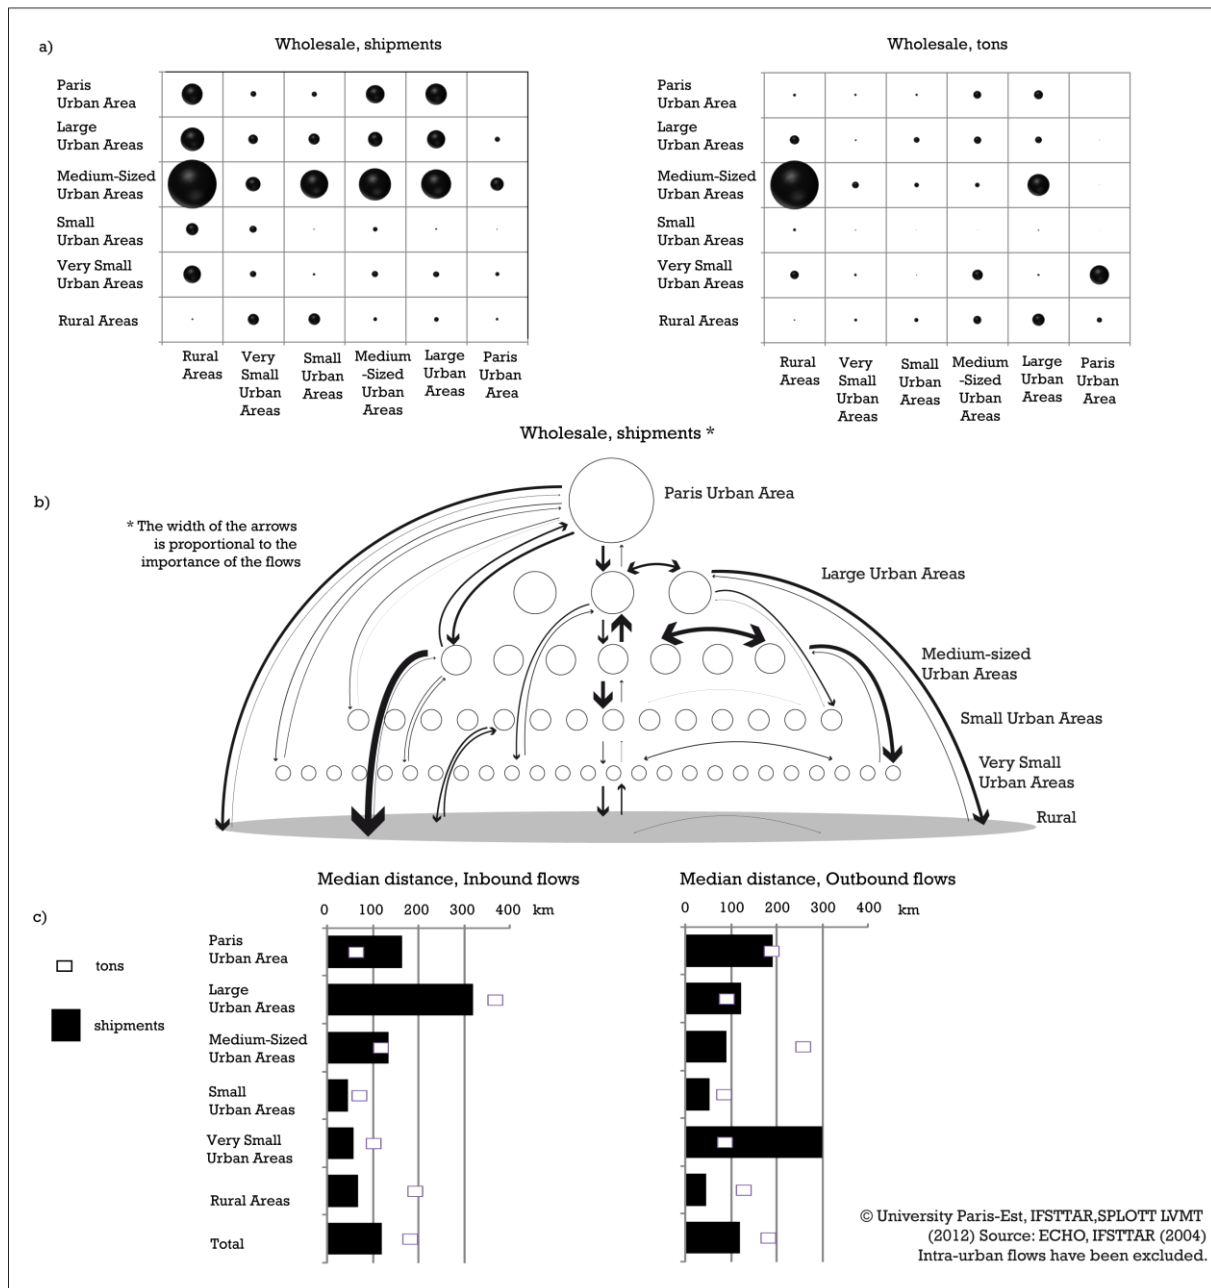 a)
Wholesale, shipments
Paris
Urban Area
Large
Urban Areas
Medium-Sized
Urban Areas
Small
Urban Areas
Very Small
Urban Areas
Rural Areas
Rural
Areas
Very
Small
Urban
Areas
Small
Urban
Areas
Medium
-Sized
Urban
Areas
Large
Urban
Areas
Paris
Urban
Area
Wholesale, tons
Paris
Urban Area
Large
Urban Areas
Medium-Sized
Urban Areas
Small
Urban Areas
Very Small
Urban Areas
Rural Areas
Rural
Areas
Very
Small
Urban
Areas
Small
Urban
Areas
Medium
-Sized
Urban
Areas
Large
Urban
Areas
Paris
Urban
Area
Wholesale, shipments *
b)
* The width of the arrows
is proportional to the
importance of the flows
Paris Urban Area
Large Urban Areas
Medium-sized
Urban Areas
Small Urban Areas
Very Small
Urban Areas
Rural
c)
tons
shipments
Median distance, Inbound flows
0 100 200 300 400 km
Paris
Urban Area
Large
Urban Areas
Medium-Sized
Urban Areas
Small
Urban Areas
Very Small
Urban Areas
Rural Areas
Total
Median distance, Outbound flows
0 100 200 300 400 km
© University Paris-Est, IFSTTAR,SPLOTT LVMT
(2012) Source: ECHO, IFSTTAR (2004)
Intra-urban flows have been excluded.